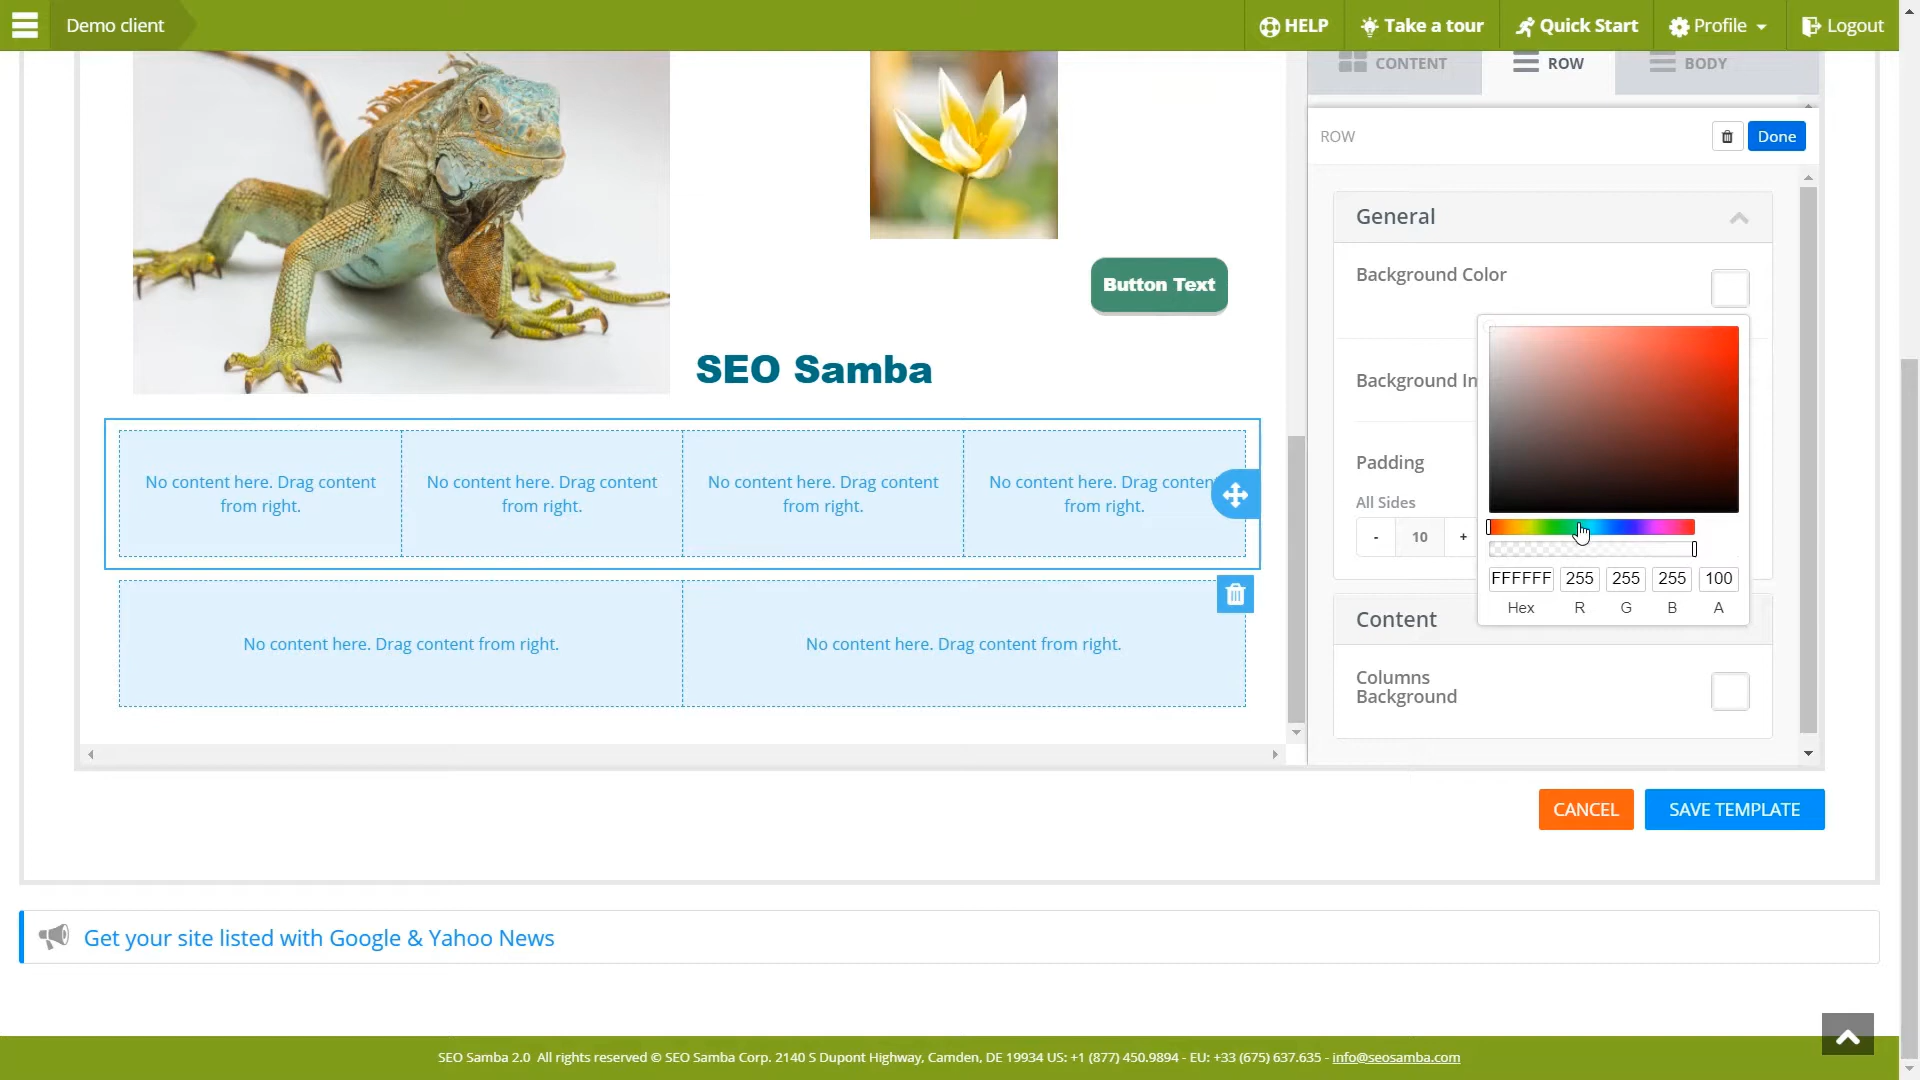 Demo client
HELP
Take a tour
Quick Start
Profile
Logout
CONTENT
ROW
BODY
ROW
Done
General
Background Color
Button Text
SEO Samba
Background Im
Padding
All Sides
- 10 +
No content here. Drag content
from right.
No content here. Drag content
from right.
No content here. Drag content
from right.
No content here. Drag conten
from right.
FFFFFF 255 255 255 100
Hex R G B A
Content
No content here. Drag content from right.
No content here. Drag content from right.
Columns
Background
CANCEL
SAVE TEMPLATE
Get your site listed with Google & Yahoo News
SEO Samba 2.0 All rights reserved © SEO Samba Corp. 2140 S Dupont Highway, Camden, DE 19934 US: +1 (877) 450.9894 - EU: +33 (675) 637.635 - info@seosamba.com